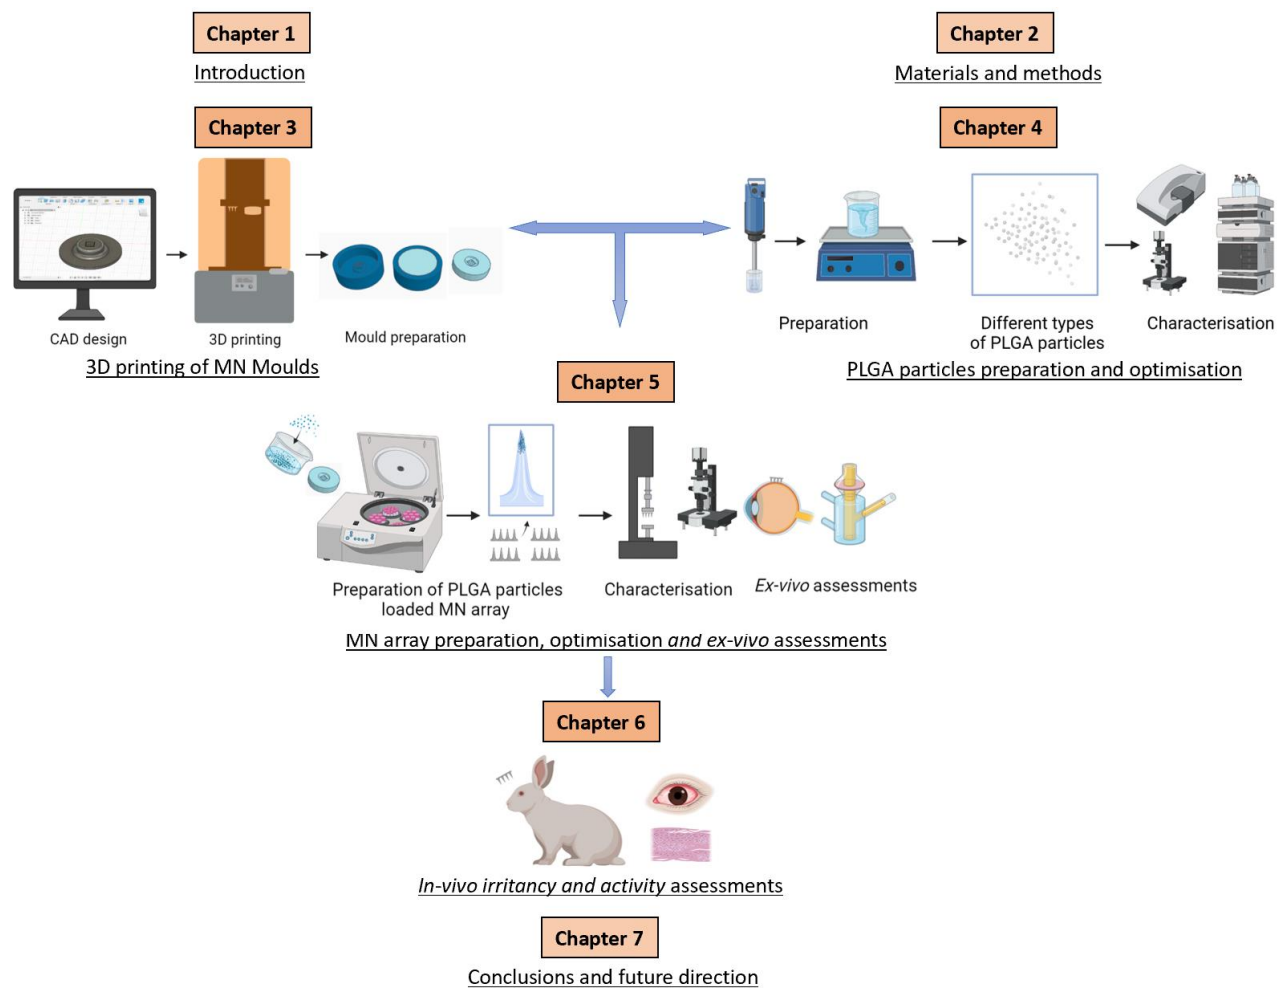 Chapter 1
Introduction
Chapter 2
Materials and methods
Chapter 3
CAD design
3D printing
Mould preparation
3D printing of MN Moulds
Chapter 4
Preparation
Different types
of PLGA particles
Characterisation
PLGA particles preparation and optimisation
Chapter 5
Preparation of PLGA particles
loaded MN array
Characterisation
Ex-vivo assessments
MN array preparation, optimisation and ex-vivo assessments
Chapter 6
In-vivo irritancy and activity assessments
Chapter 7
Conclusions and future direction